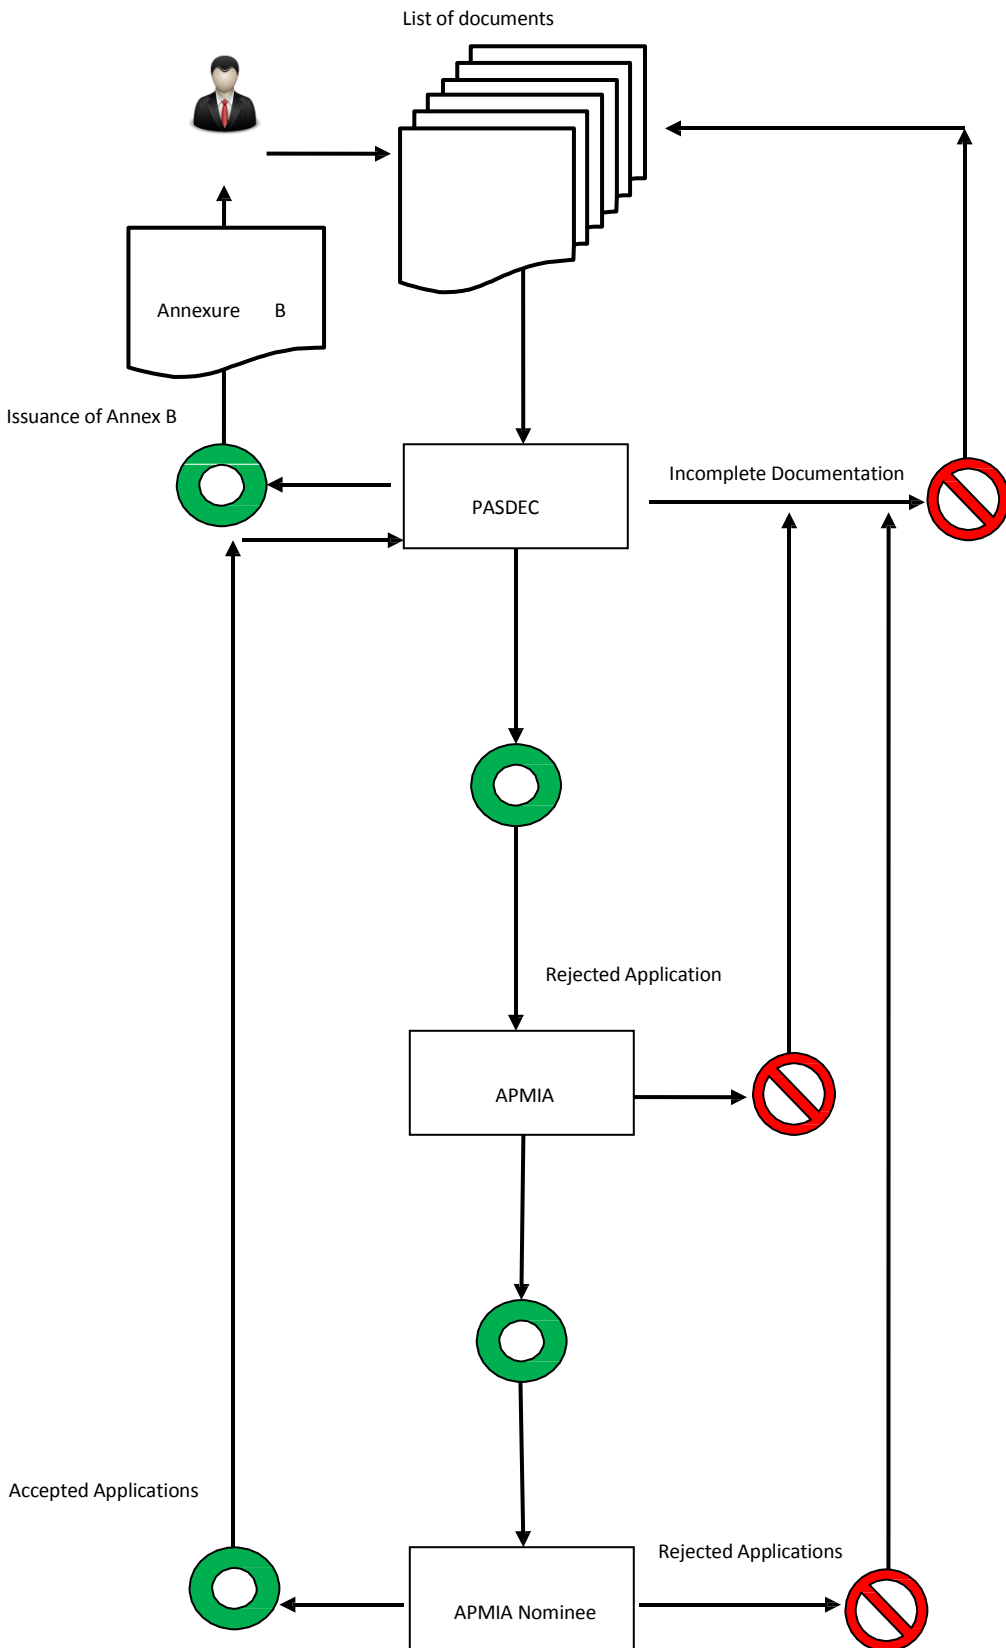 List of documents
Annexure B
Issuance of Annex B
Incomplete Documentation
PASDEC
Rejected Application
APMIA
Accepted Applications
Rejected Applications
APMIA Nominee